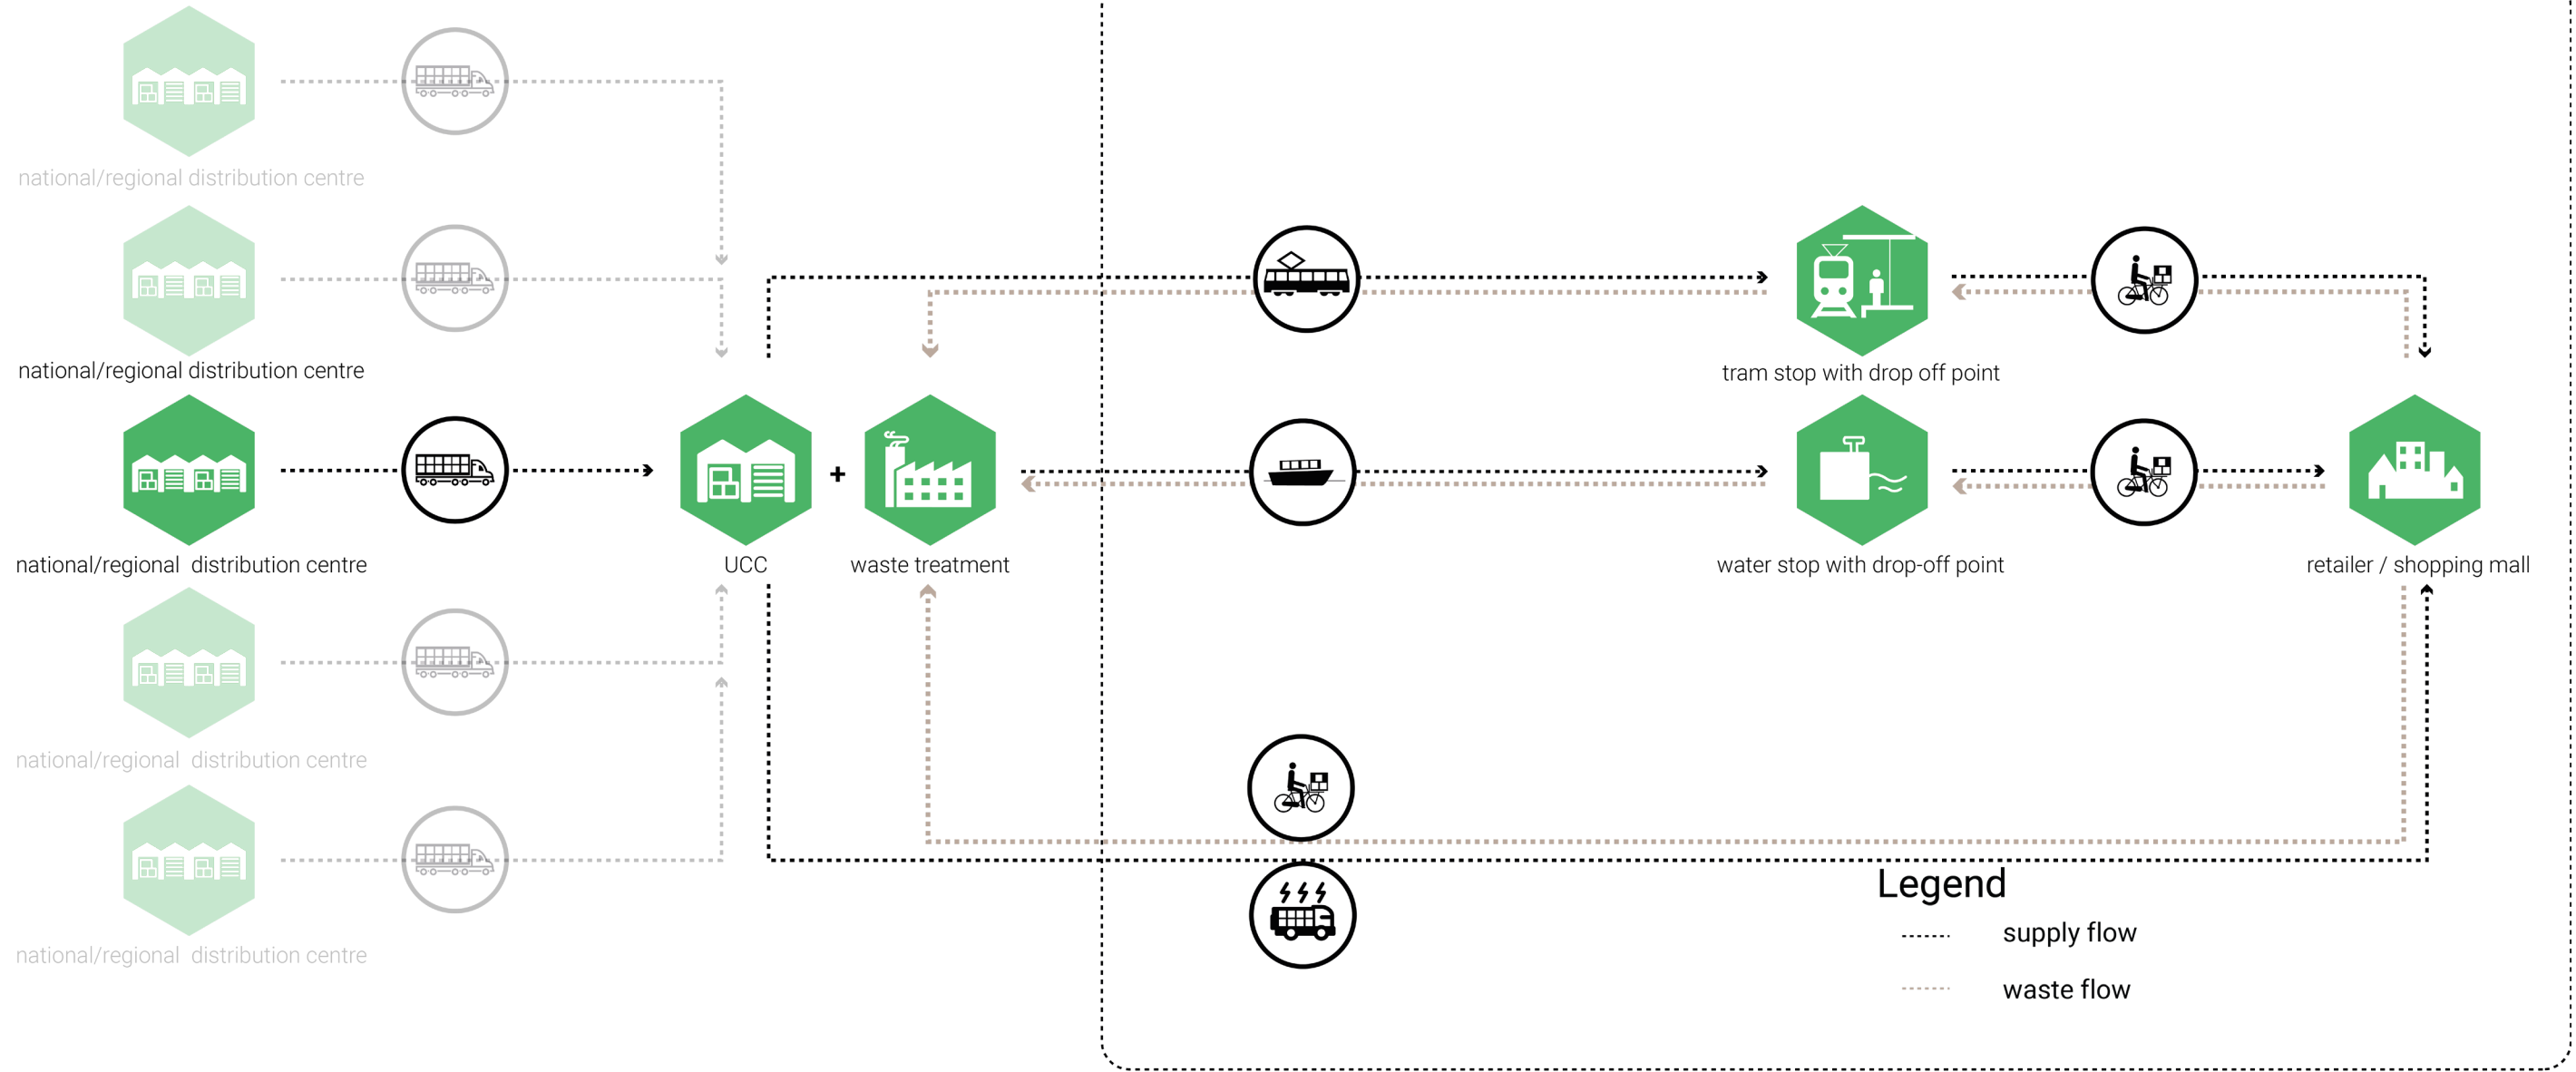 national/regional distribution centre
national/regional distribution centre
tram stop with drop off point
+
national/regional distribution centre
UCC
waste treatment
water stop with drop-off point
retailer / shopping mall
national/regional distribution centre
national/regional distribution centre
Legend
supply flow
waste flow